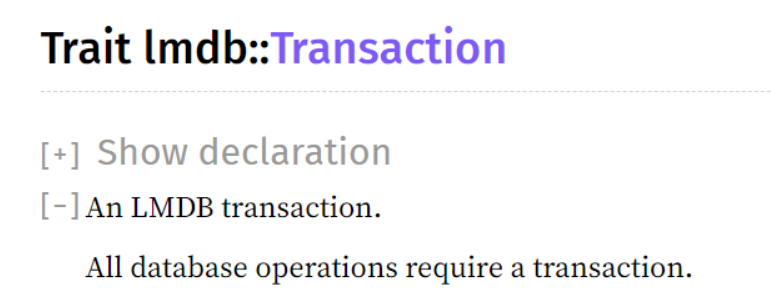 Trait lmdb::Transaction
[+] Show declaration
[−] An LMDB transaction.
All database operations require a transaction.